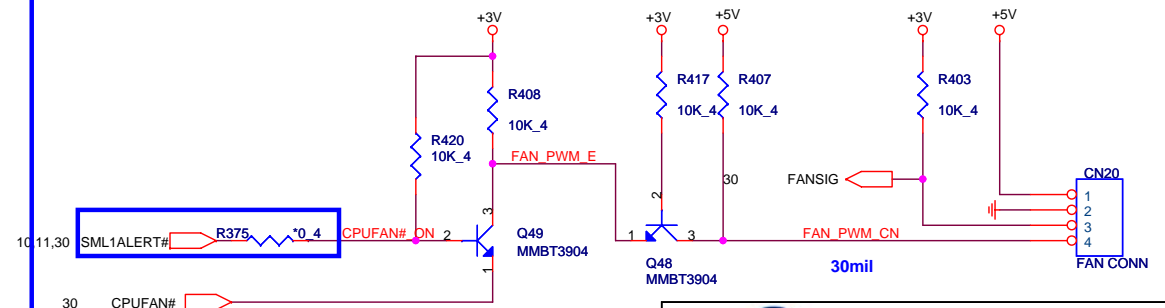 +3V
+3V
+5V
+3V
+5V
R408
10K_4
R417
10K_4
R407
10K_4
R403
10K_4
R420
10K_4
FAN_PWM_E
2
30
FANSIG
CN20
1
2
3
4
FAN CONN
10,11,30
SML1ALERT#
R375
*0_4
CPUFAN#_ON
2
3
1
Q49
MMBT3904
1
3
Q48
MMBT3904
FAN_PWM_CN
30mil
30
CPUFAN#